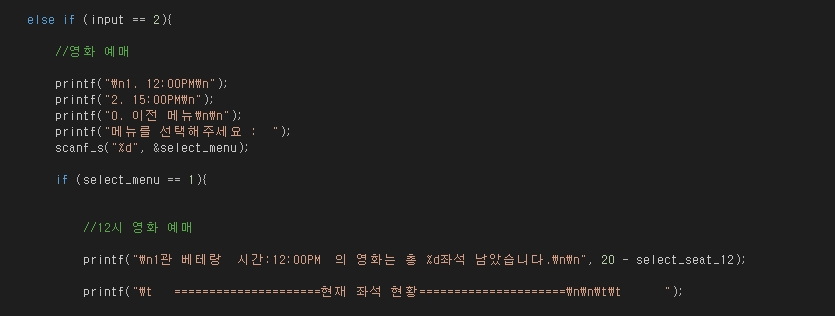 else if (input == 2){
//영화 예매
printf("₩n1. 12:00PM₩n");
printf("2. 15:00PM₩n");
printf("0. 이전 메뉴₩n₩n");
printf("메뉴를 선택해주세요 :  ");
scanf_s("%d", &select_menu);
if (select_menu == 1){
//12시 영화 예매
printf("₩n1관 베테랑  시간:12:00PM  의 영화는 총 %d좌석 남았습니다.₩n₩n", 20 - select_seat_12);
printf("₩t   =====================현재 좌석 현황=====================₩n₩n₩t₩t      ");